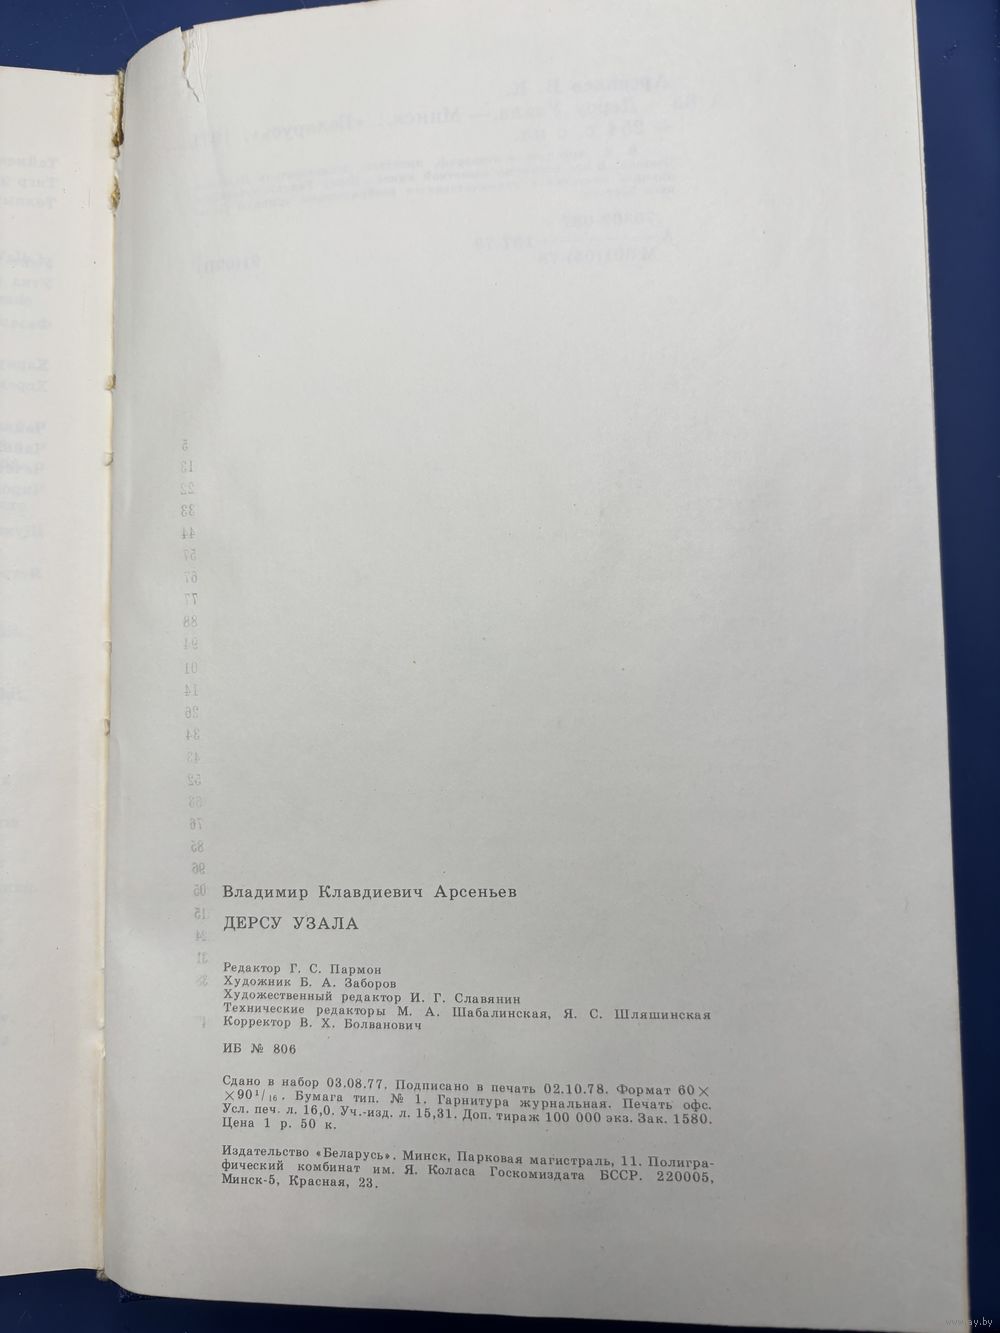 Владимир Клавдиевич Арсеньев
ДЕРСУ УЗАЛА
Редактор Г. С. Пармон
Художник Б. А. Заборов
Художественный редактор И. Г. Славянин
Технические редакторы М. А. Шабалинская, Я. С. Шляшинская
Корректор В. Х. Болванович
ИБ № 806
Сдано в набор 03.08.77. Подписано в печать 02.10.78. Формат 60×
×90¹/₁₆. Бумага тип. № 1. Гарнитура журнальная. Печать офс.
Усл. печ. л. 16,0. Уч.-изд. л. 15,31. Доп. тираж 100 000 экз. Зак. 1580.
Цена 1 р. 50 к.
Издательство «Беларусь». Минск, Парковая магистраль, 11. Полигра-
фический комбинат им. Я. Коласа Госкомиздата БССР. 220005,
Минск-5, Красная, 23.
www.ay.by